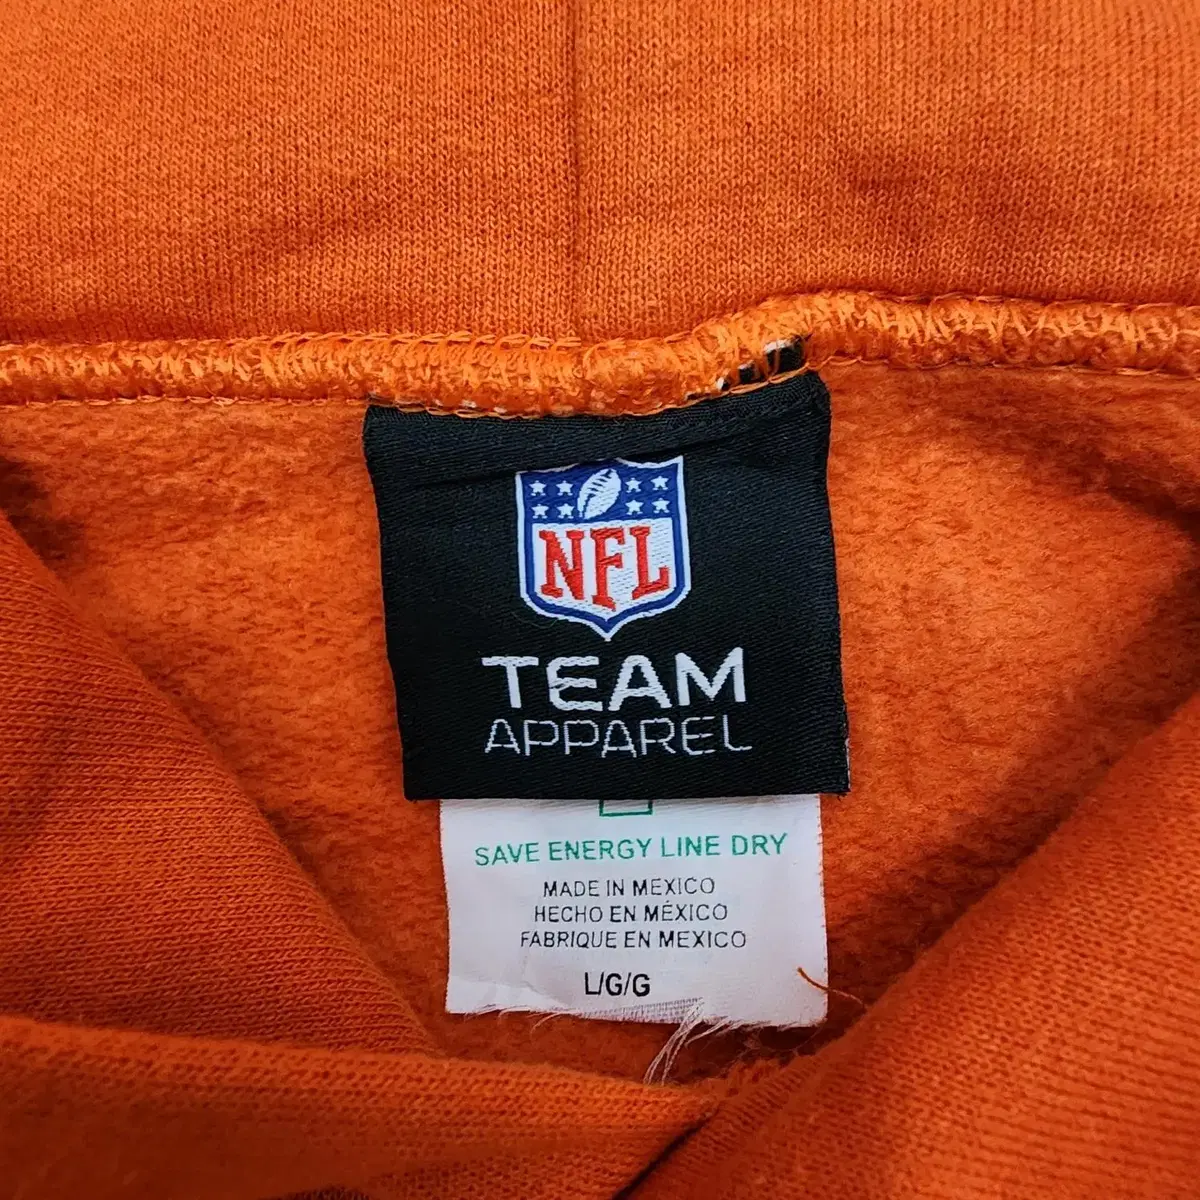 NFL
TEAM
APPAREL
SAVE ENERGY LINE DRY
MADE IN MEXICO
HECHO EN MÉXICO
FABRIQUE EN MEXICO
L/G/G